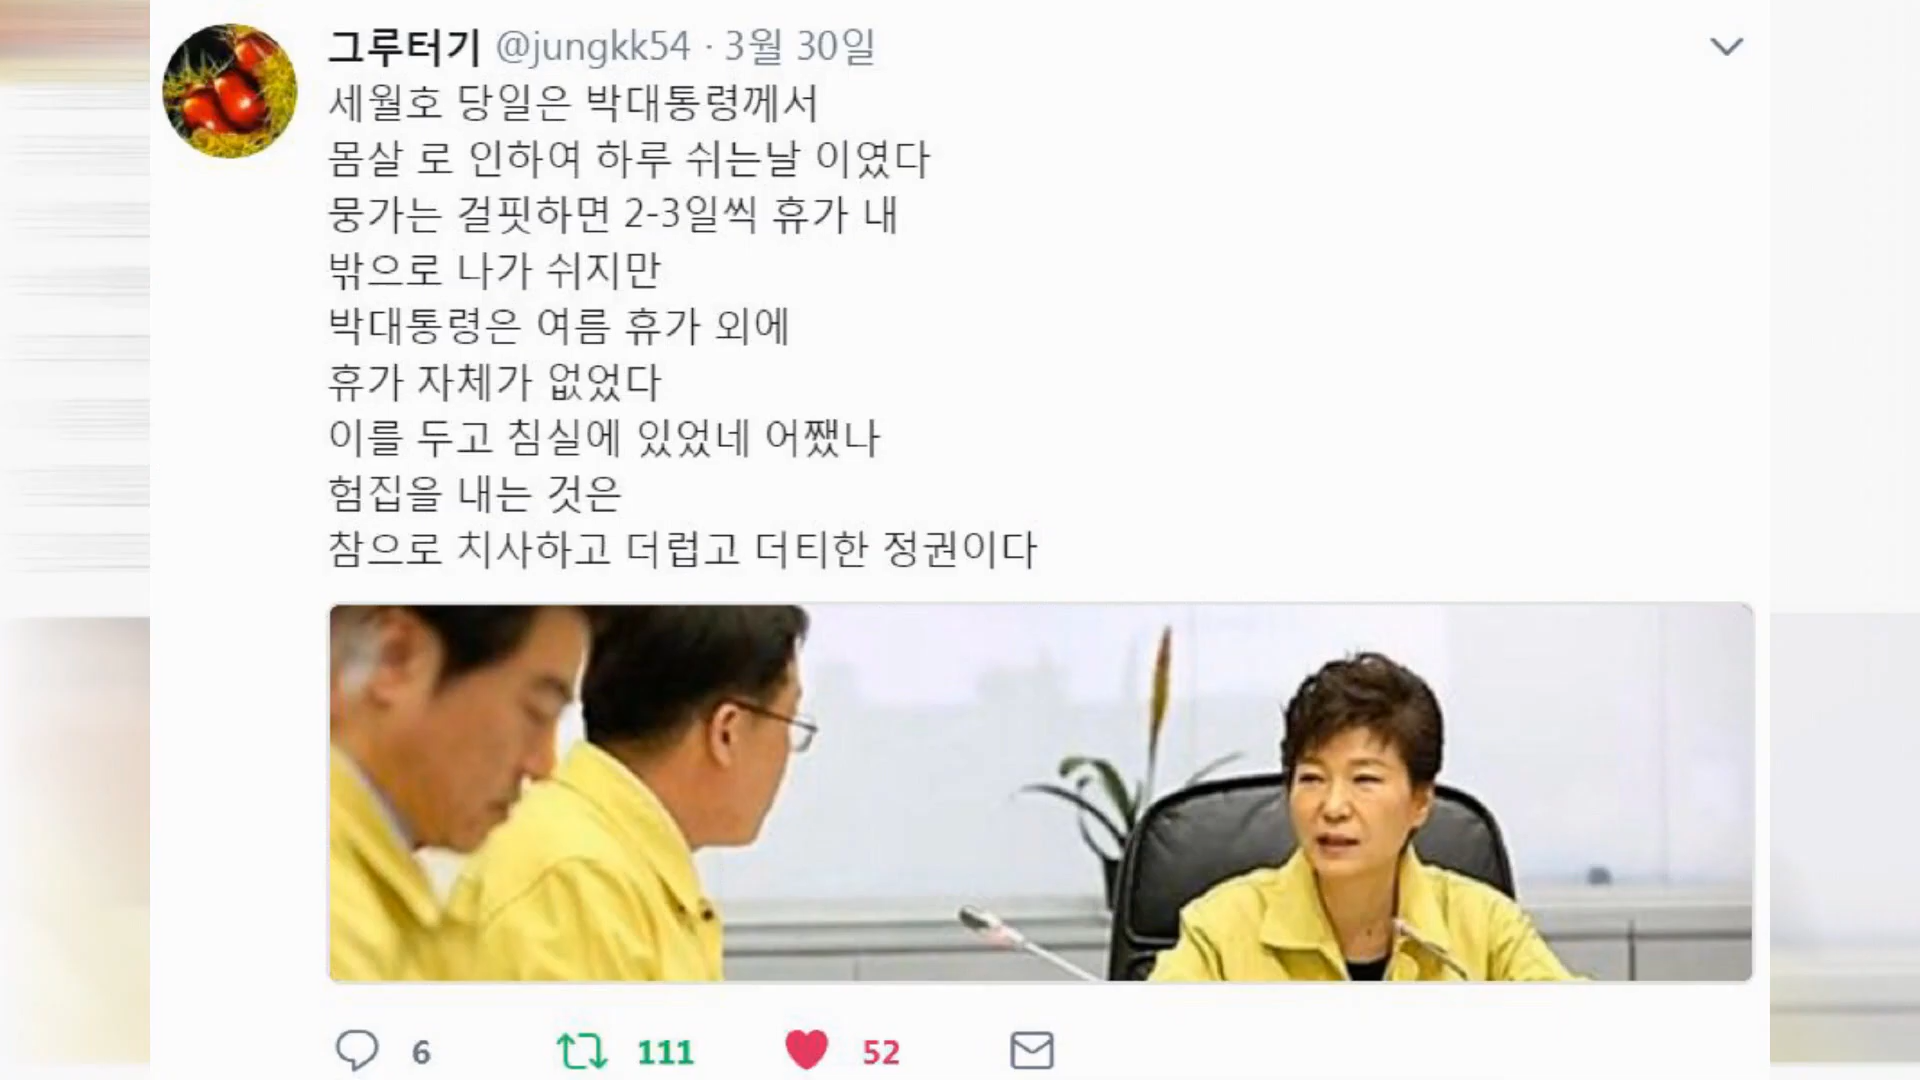 그루터기 @jungkk54 · 3월 30일
세월호 당일은 박대통령께서
몸살 로 인하여 하루 쉬는날 이였다
뭉가는 걸핏하면 2-3일씩 휴가 내
밖으로 나가 쉬지만
박대통령은 여름 휴가 외에
휴가 자체가 없었다
이를 두고 침실에 있었네 어쨌나
험집을 내는 것은
참으로 치사하고 더럽고 더티한 정권이다
6 111 52